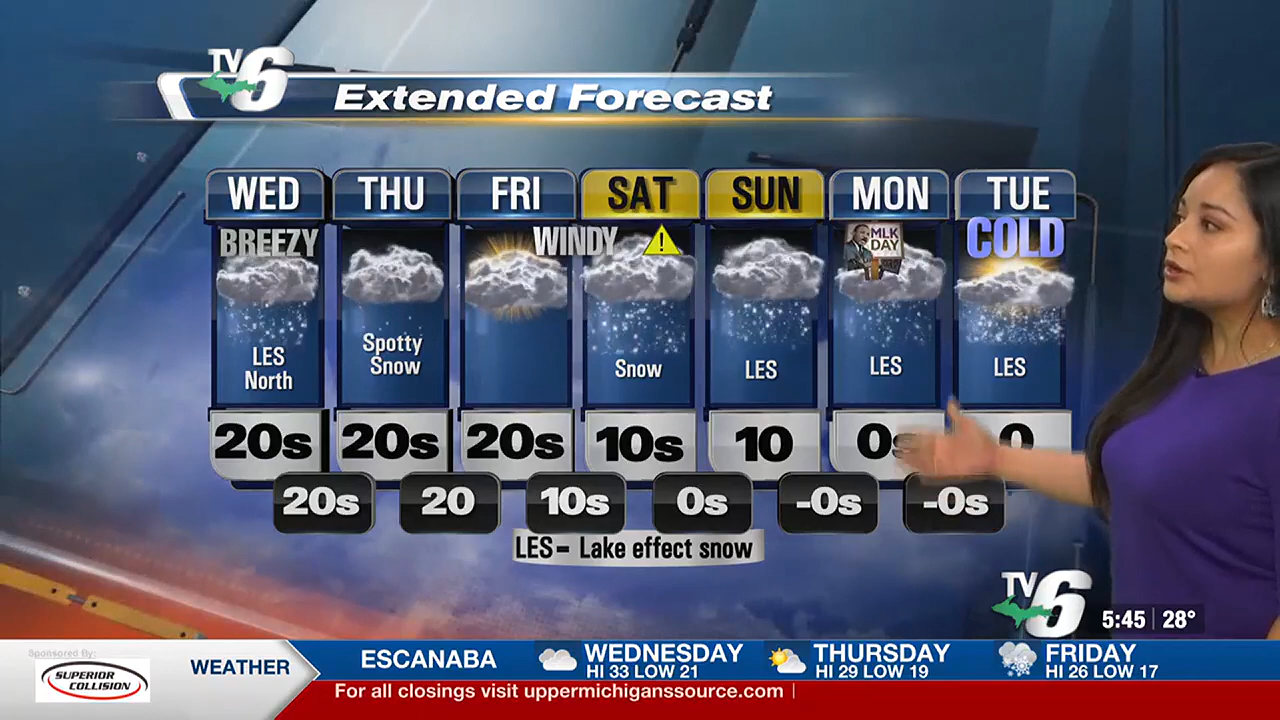 TV6
Extended Forecast
WED THU FRI SAT SUN MON TUE
BREEZY WINDY ! MLK DAY COLD
LES North
Spotty Snow
Snow
LES
LES
LES
20s 20s 20s 10s 10 0s 0
20s 20 10s 0s -0s -0s
LES= Lake effect snow
TV6
5:45 28°
Sponsored By:
SUPERIOR COLLISION
WEATHER
ESCANABA
WEDNESDAY
HI 33 LOW 21
THURSDAY
HI 29 LOW 19
FRIDAY
HI 26 LOW 17
For all closings visit uppermichiganssource.com